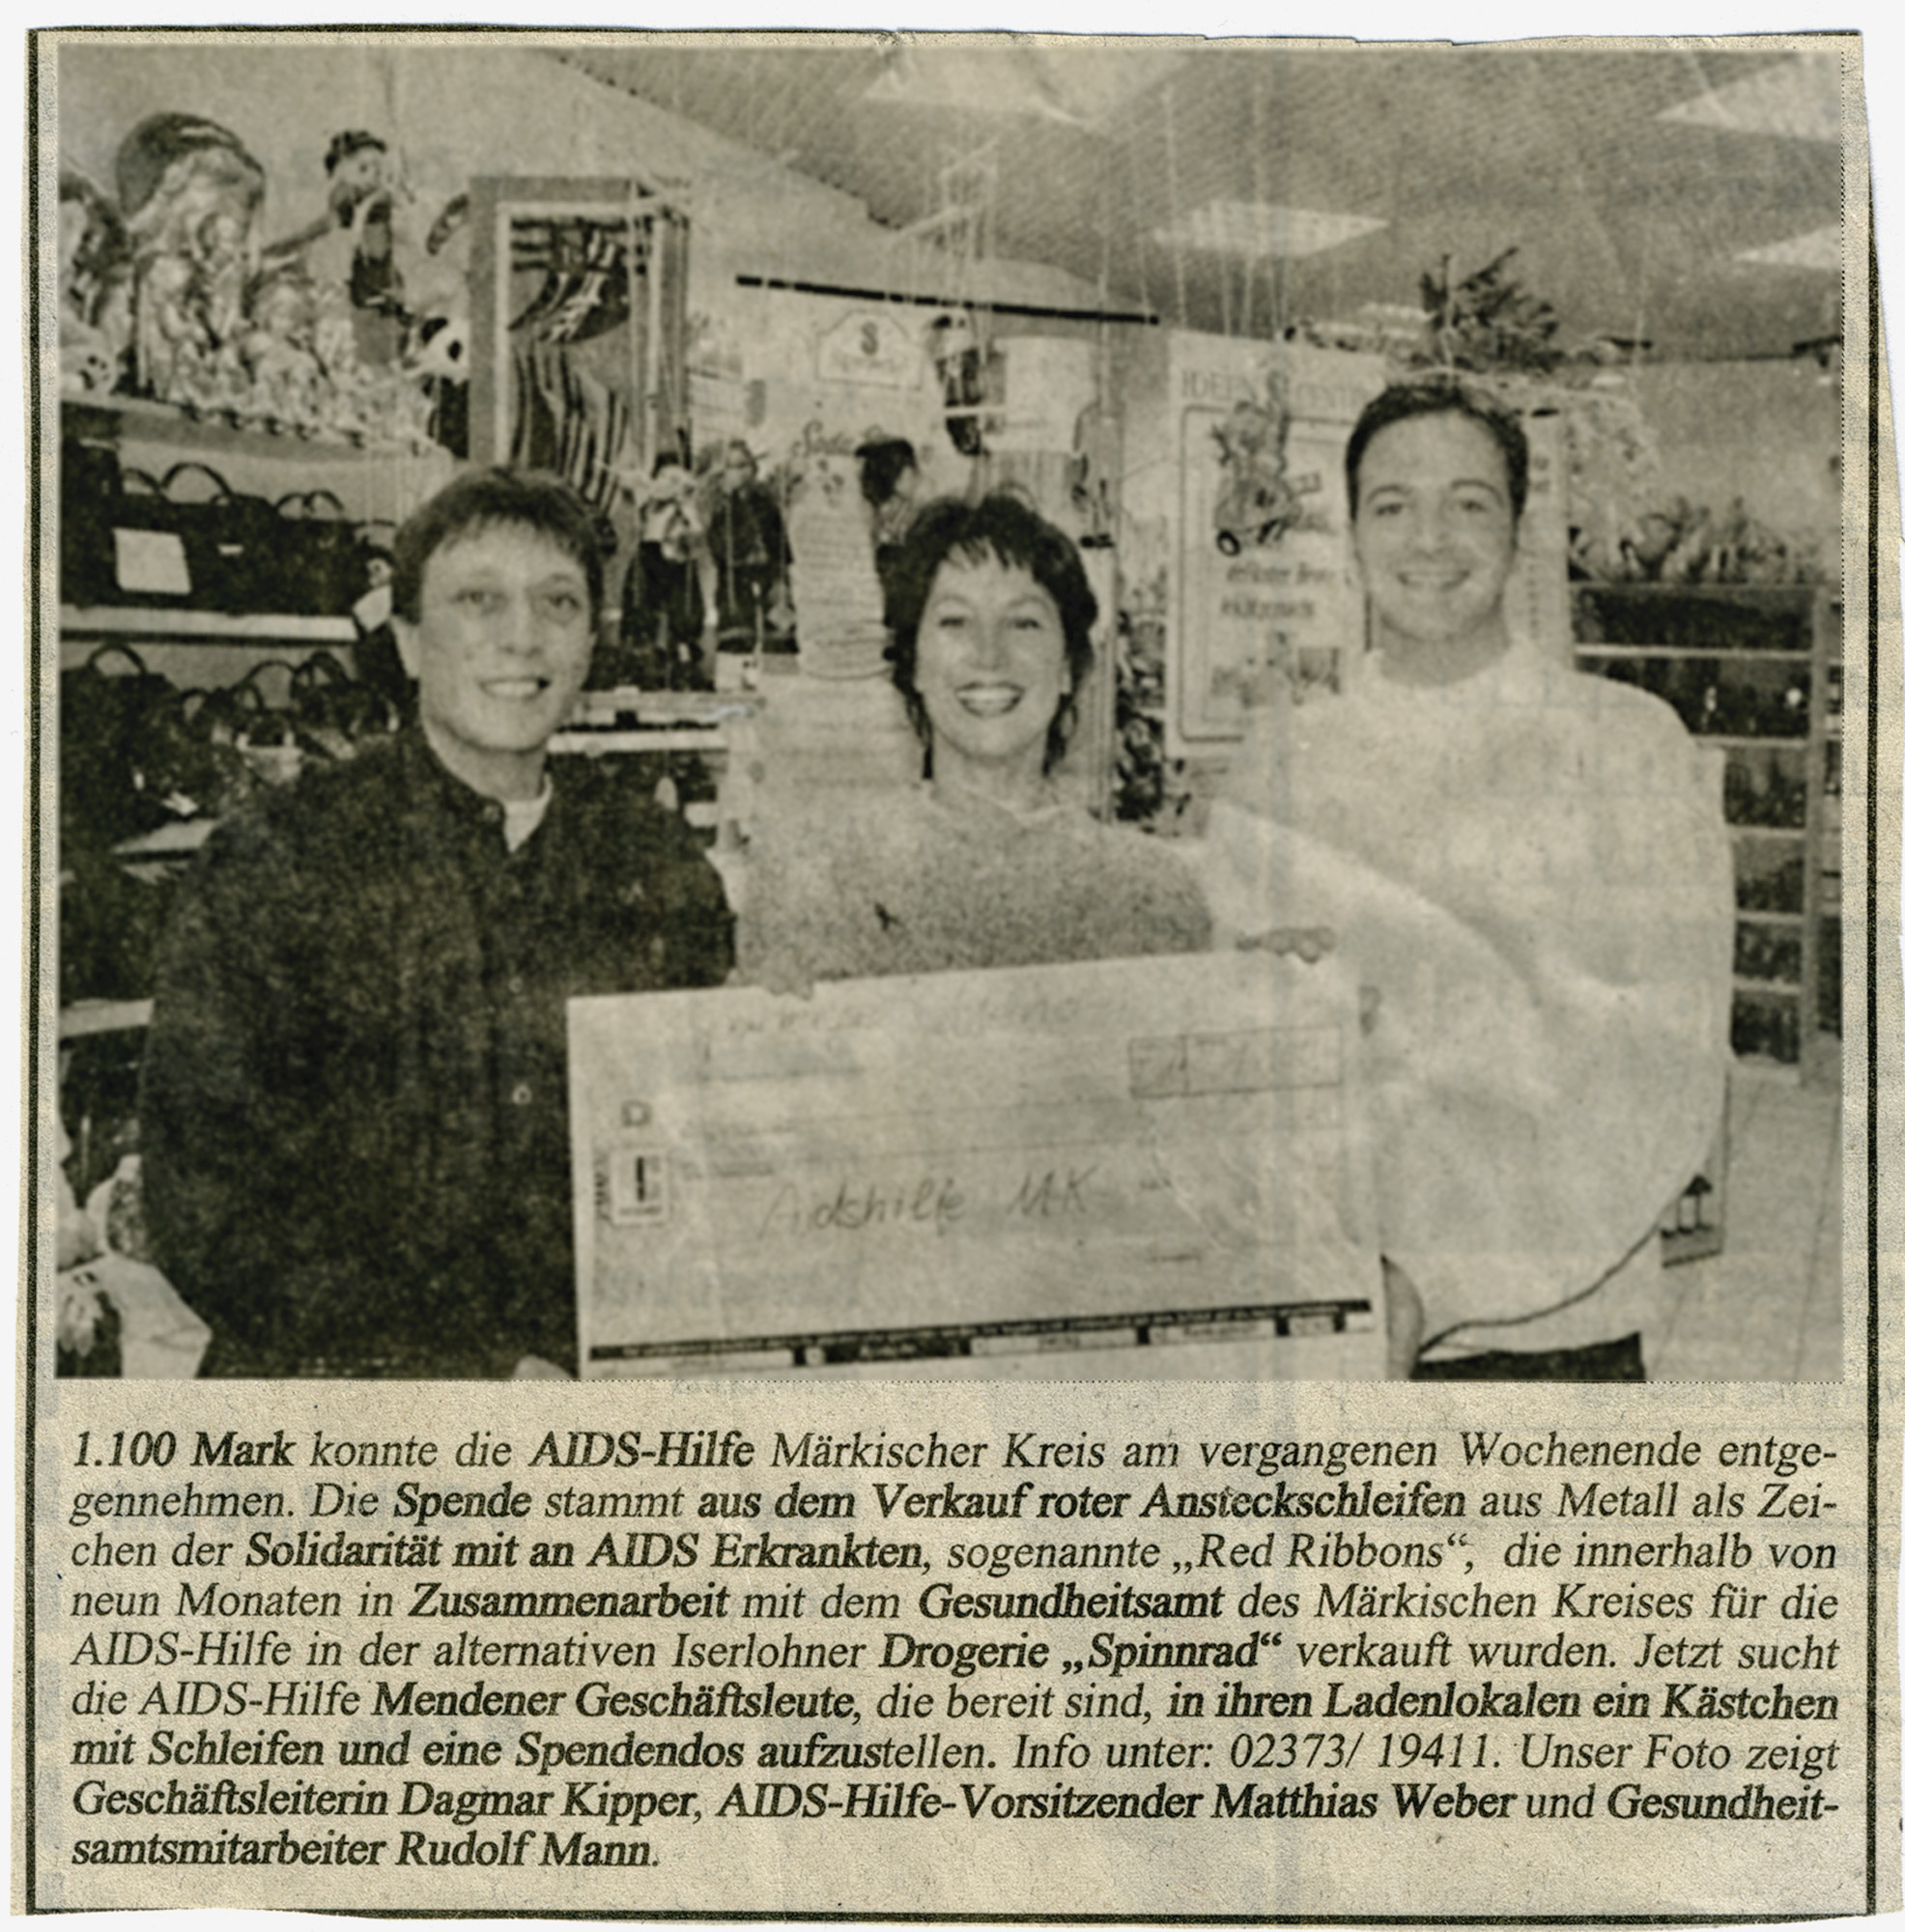 S
IDEEN
Aidshilfe MK
1.100 Mark konnte die AIDS-Hilfe Märkischer Kreis am vergangenen Wochenende entge-
gennehmen. Die Spende stammt aus dem Verkauf roter Ansteckschleifen aus Metall als Zei-
chen der Solidarität mit an AIDS Erkrankten, sogenannte „Red Ribbons“, die innerhalb von
neun Monaten in Zusammenarbeit mit dem Gesundheitsamt des Märkischen Kreises für die
AIDS-Hilfe in der alternativen Iserlohner Drogerie „Spinnrad“ verkauft wurden. Jetzt sucht
die AIDS-Hilfe Mendener Geschäftsleute, die bereit sind, in ihren Ladenlokalen ein Kästchen
mit Schleifen und eine Spendendos aufzustellen. Info unter: 02373/ 19411. Unser Foto zeigt
Geschäftsleiterin Dagmar Kipper, AIDS-Hilfe-Vorsitzender Matthias Weber und Gesundheit-
samtsmitarbeiter Rudolf Mann.